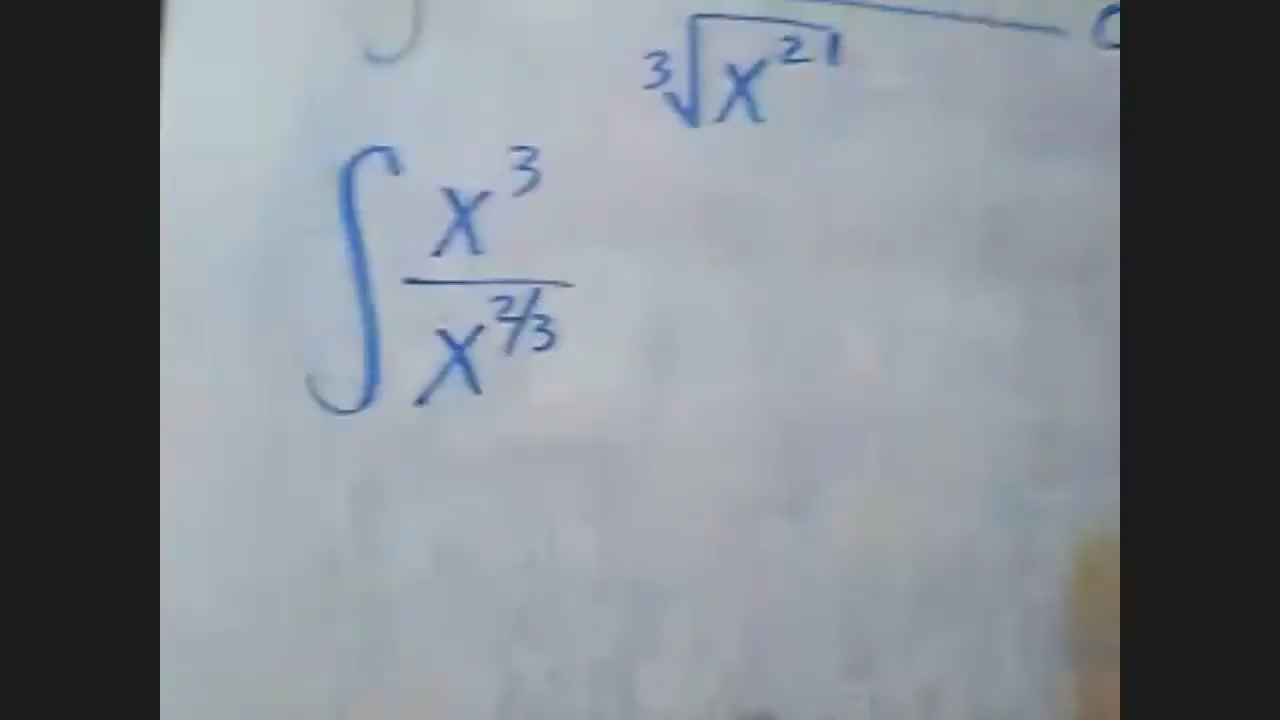 ∛x²
∫ x³ / x^(2/3)